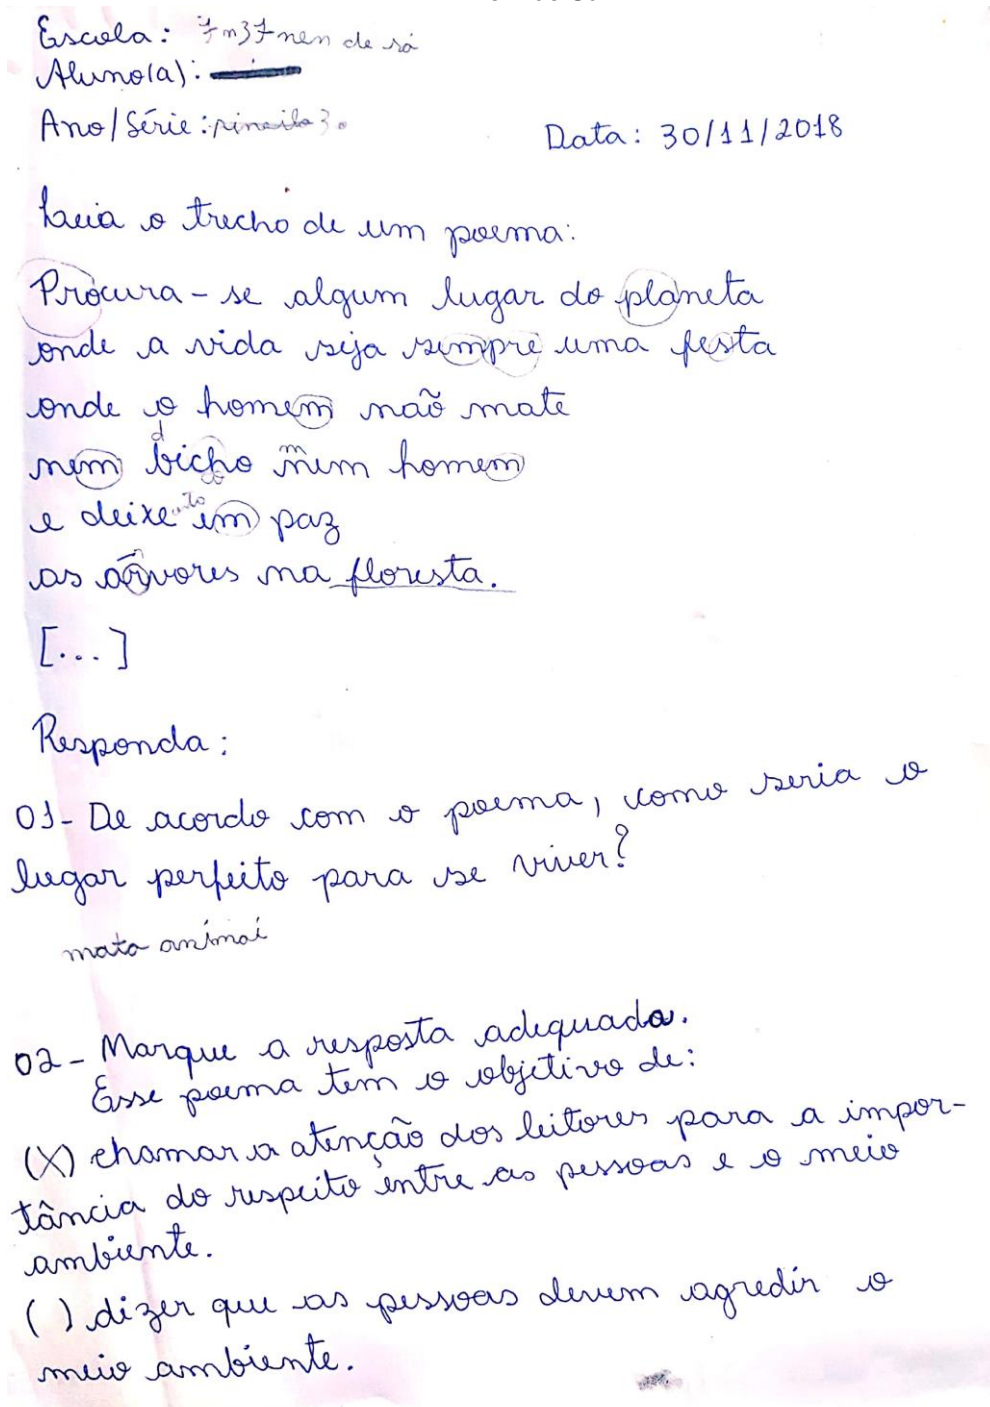 Escola: 7n37nen de sá
Aluno(a):
Ano/Série:
Data: 30/11/2018
Leia o trecho de um poema:
Procura-se algum lugar do planeta
onde a vida seja sempre uma festa
onde o homem não mate
nem bicho nem homem
e deixe em paz
as árvores na floresta.
[...]
Responda:
01- De acordo com o poema, como seria o
lugar perfeito para se viver?
mata animai
02- Marque a resposta adequada.
Esse poema tem o objetivo de:
(X) chamar a atenção dos leitores para a impor-
tância do respeito entre as pessoas e o meio
ambiente.
( ) dizer que as pessoas devem agredir o
meio ambiente.